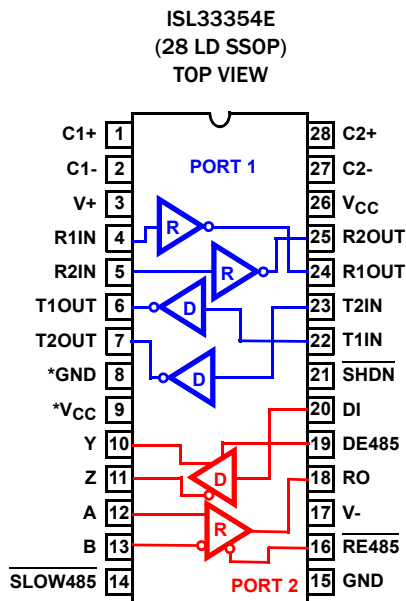 ISL33354E
(28 LD SSOP)
TOP VIEW
C1+ 1 28 C2+
C1- 2 PORT 1 27 C2-
V+ 3 26 VCC
R1IN 4 R 25 R2OUT
R2IN 5 R 24 R1OUT
T1OUT 6 D 23 T2IN
T2OUT 7 22 T1IN
*GND 8 D 21 SHDN
*VCC 9 20 DI
Y 10 19 DE485
Z 11 D 18 RO
A 12 17 V-
B 13 R 16 RE485
SLOW485 14 PORT 2 15 GND